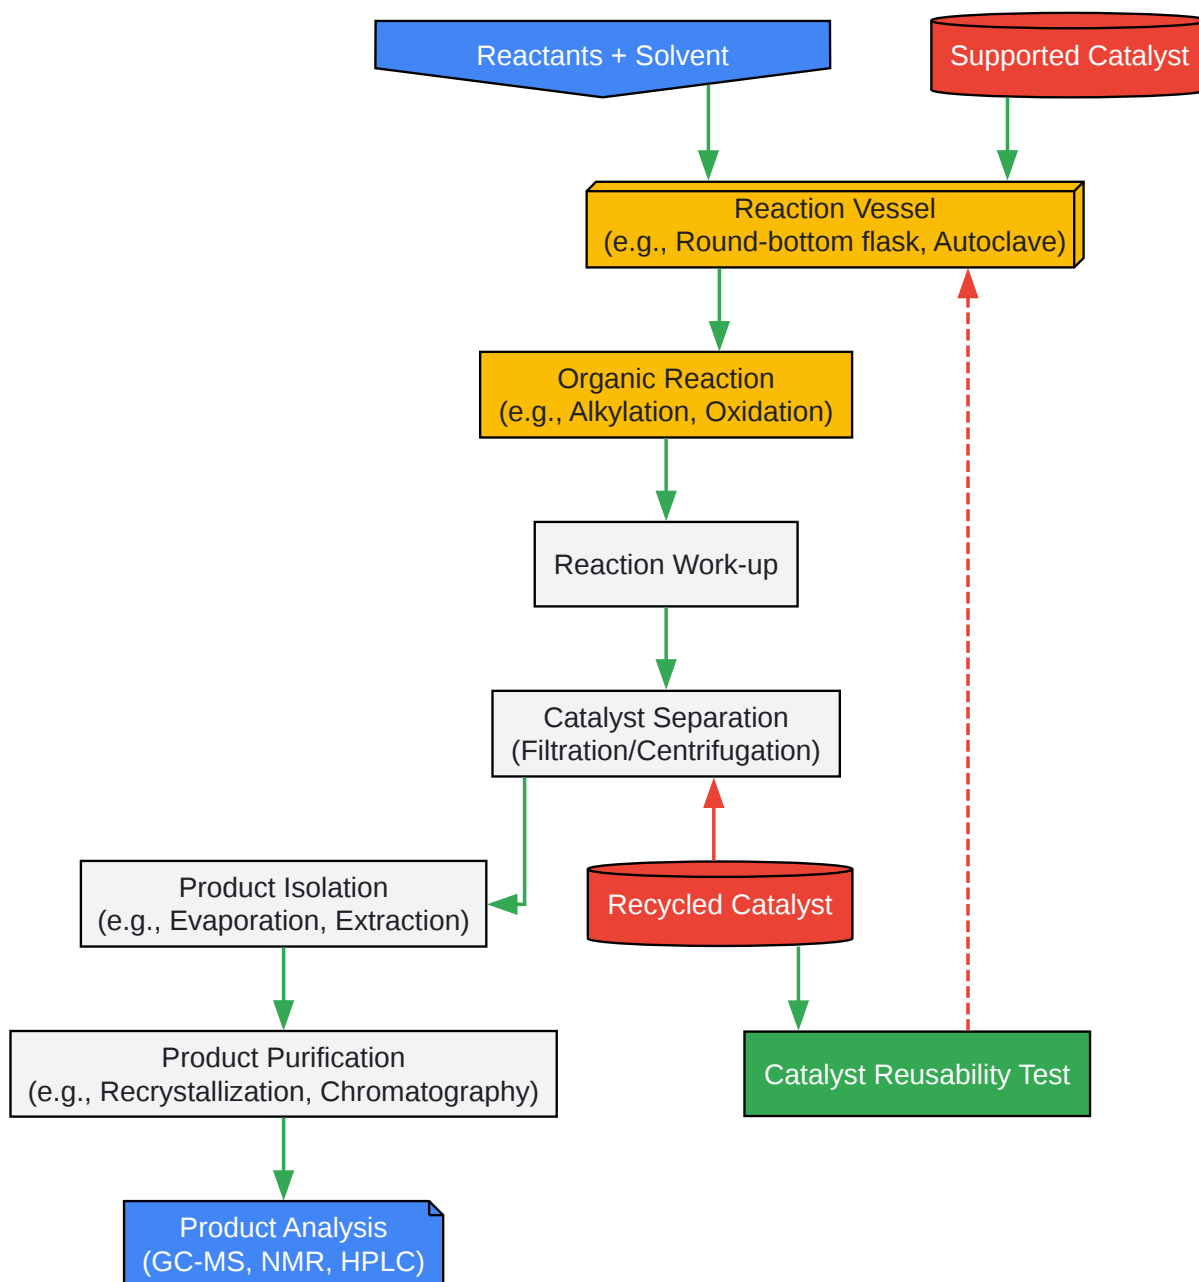 Reactants + Solvent
Supported Catalyst
Reaction Vessel
(e.g., Round-bottom flask, Autoclave)
Organic Reaction
(e.g., Alkylation, Oxidation)
Reaction Work-up
Catalyst Separation
(Filtration/Centrifugation)
Product Isolation
(e.g., Evaporation, Extraction)
Recycled Catalyst
Product Purification
(e.g., Recrystallization, Chromatography)
Catalyst Reusability Test
Product Analysis
(GC-MS, NMR, HPLC)